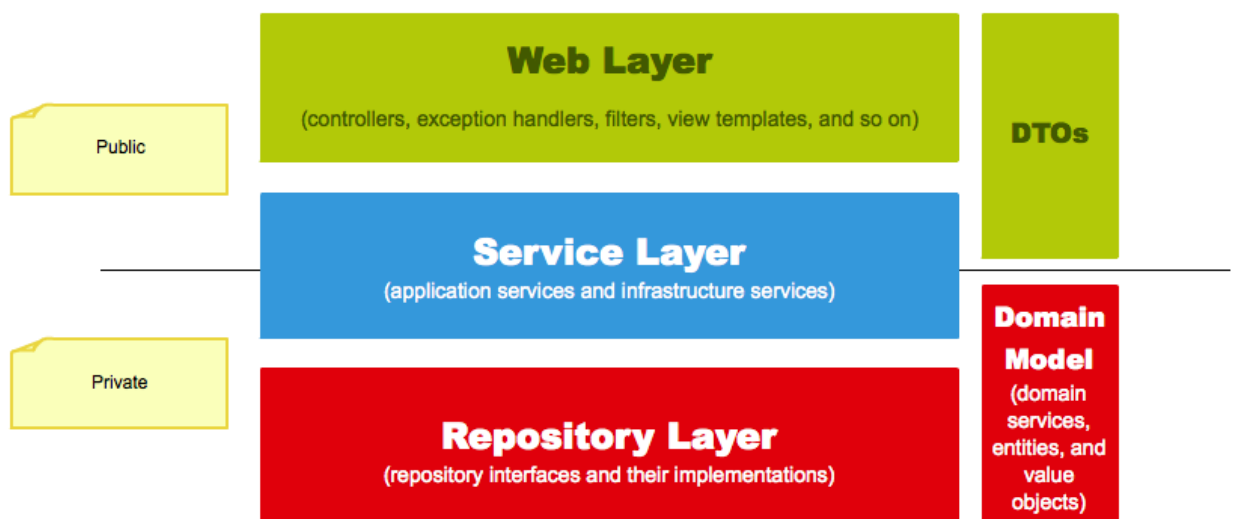 Web Layer
(controllers, exception handlers, filters, view templates, and so on)
DTOs
Public
Service Layer
(application services and infrastructure services)
Domain
Model
(domain
services,
entities, and
value
objects)
Private
Repository Layer
(repository interfaces and their implementations)